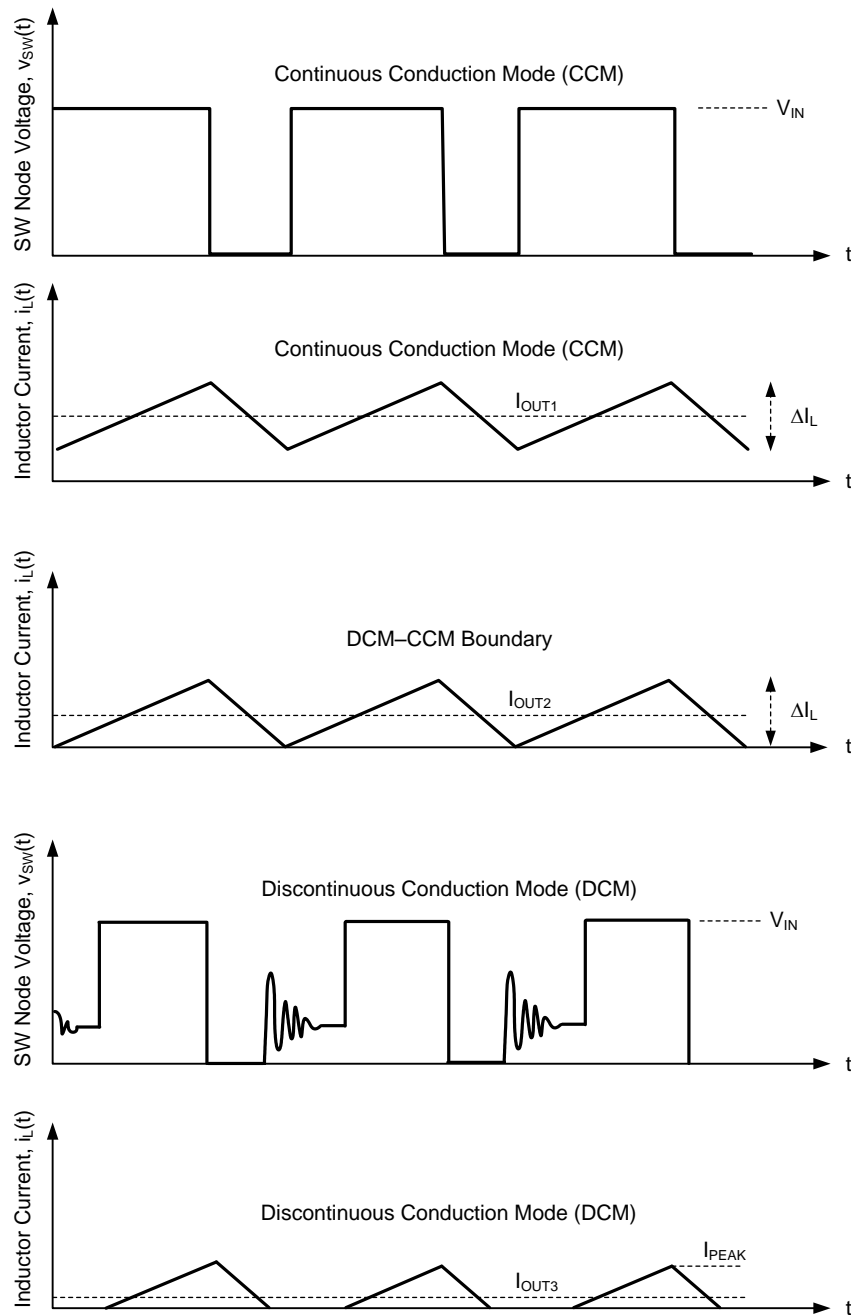 SW Node Voltage, vSW(t)
Continuous Conduction Mode (CCM)
VIN
t
Inductor Current, iL(t)
Continuous Conduction Mode (CCM)
IOUT1
ΔIL
t
Inductor Current, iL(t)
DCM–CCM Boundary
IOUT2
ΔIL
t
SW Node Voltage, vSW(t)
Discontinuous Conduction Mode (DCM)
VIN
t
Inductor Current, iL(t)
Discontinuous Conduction Mode (DCM)
IPEAK
IOUT3
t